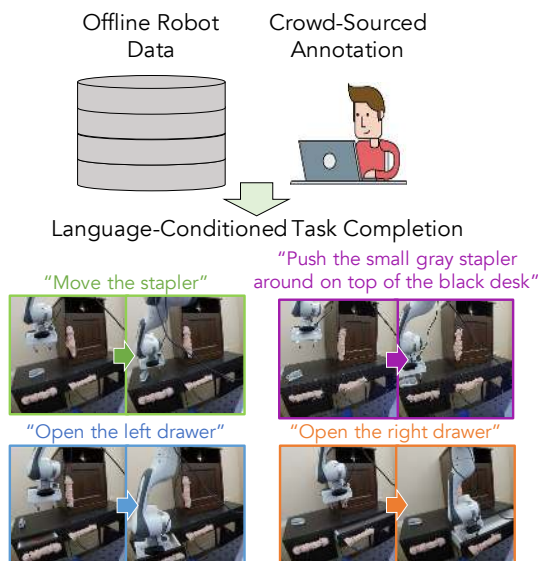 Offline Robot
Data
Crowd-Sourced
Annotation
Language-Conditioned Task Completion
“Move the stapler”
“Push the small gray stapler
around on top of the black desk”
“Open the left drawer”
“Open the right drawer”